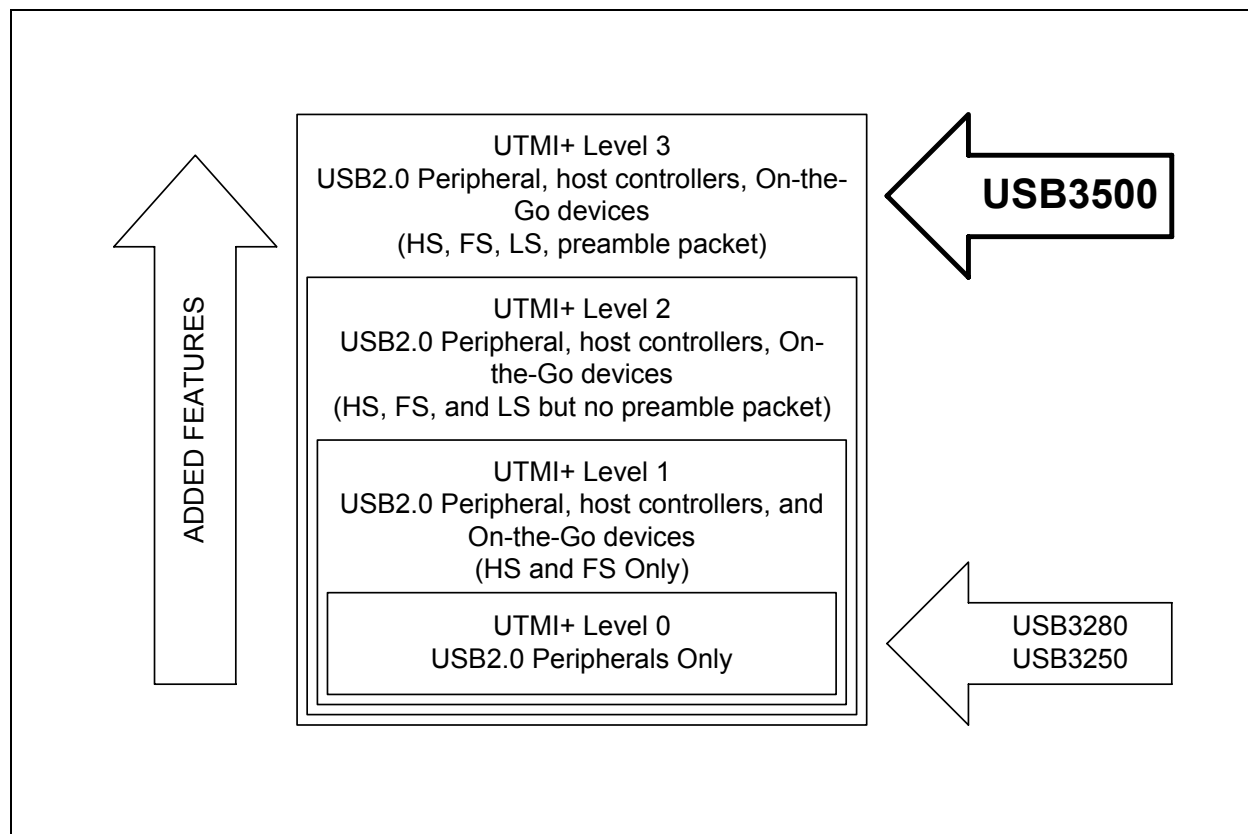 UTMI+ Level 3
USB2.0 Peripheral, host controllers, On-the-
Go devices
(HS, FS, LS, preamble packet)
USB3500
ADDED FEATURES
UTMI+ Level 2
USB2.0 Peripheral, host controllers, On-
the-Go devices
(HS, FS, and LS but no preamble packet)
UTMI+ Level 1
USB2.0 Peripheral, host controllers, and
On-the-Go devices
(HS and FS Only)
UTMI+ Level 0
USB2.0 Peripherals Only
USB3280
USB3250